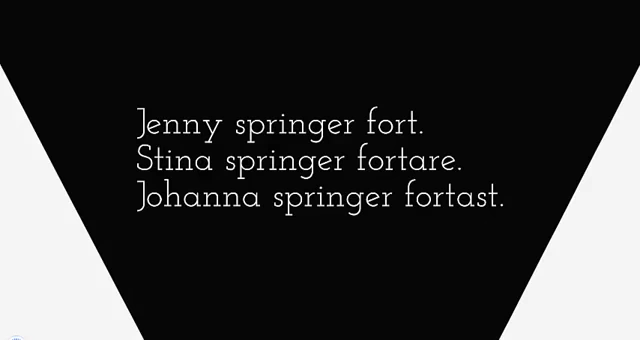 Jenny springer fort.
Stina springer fortare.
Johanna springer fortast.